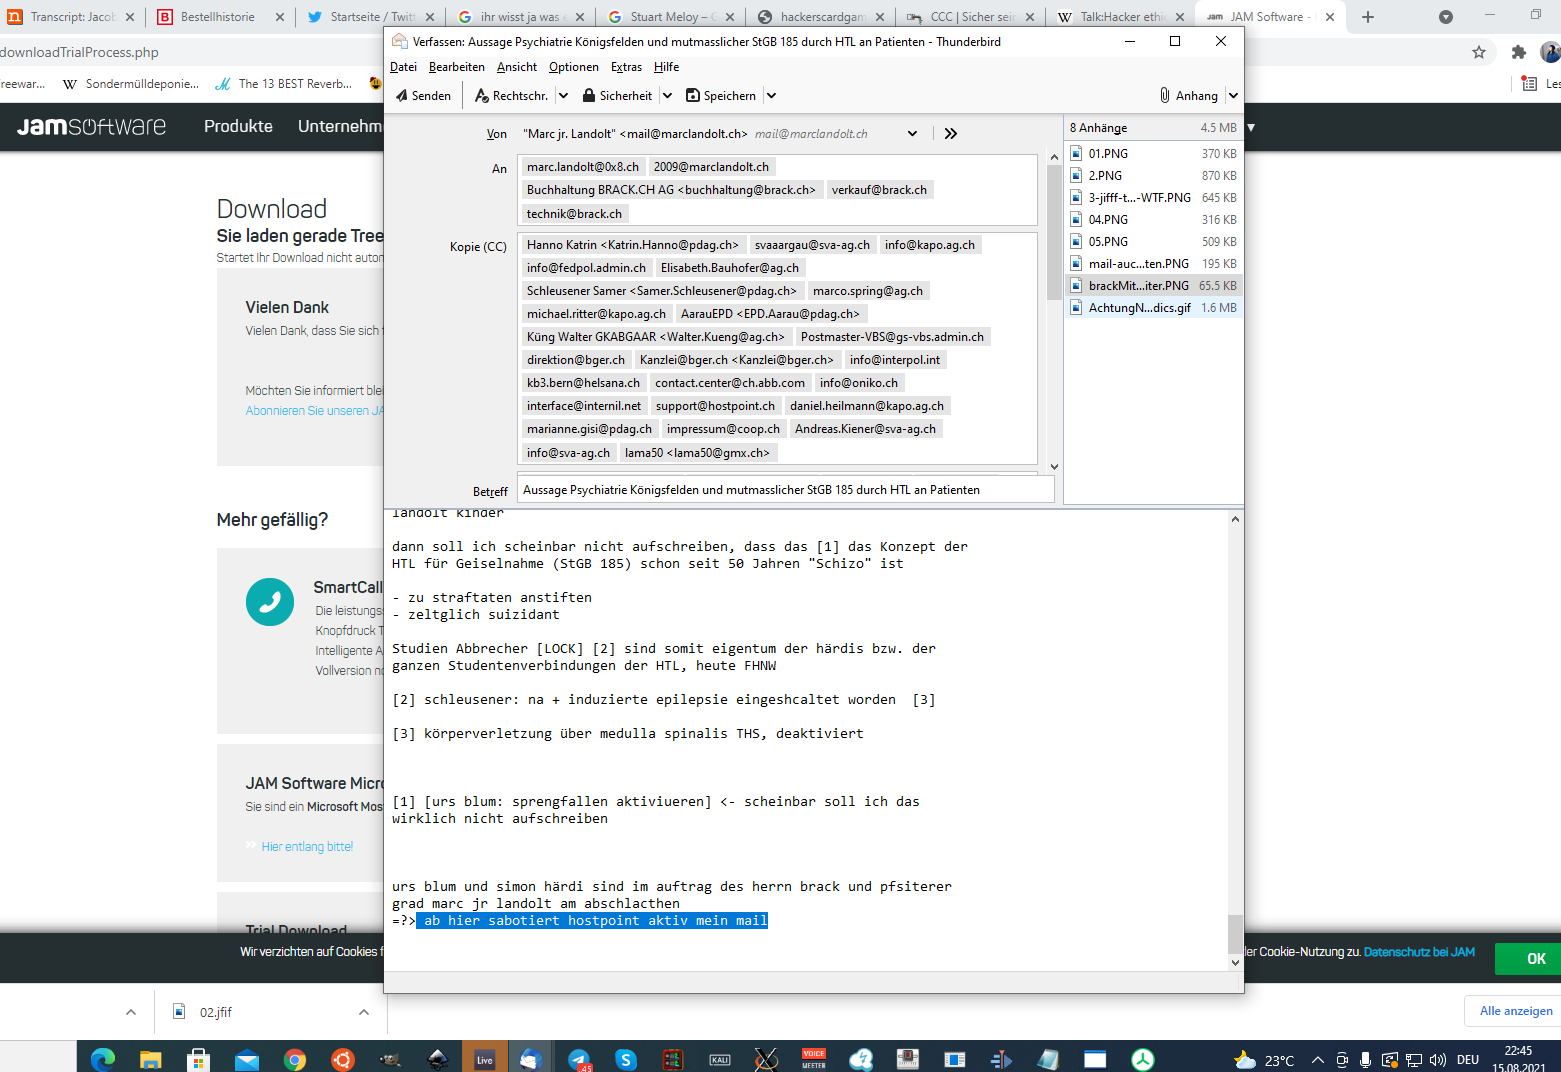 Transcript: Jacob
Bestellhistorie
Startseite / Twitt
ihr wisst ja was e
Stuart Meloy – G
hackerscardgam
CCC | Sicher sein
Talk:Hacker ethic
JAM Software -
downloadTrialProcess.php
reewar...
Sondermülldeponie...
The 13 BEST Reverb...
Les
Jam software
Produkte
Unternehm
Download
Sie laden gerade Tree
Startet Ihr Download nicht auton
Vielen Dank
Vielen Dank, dass Sie sich f
Möchten Sie informiert blei
Abonnieren Sie unseren JA
Mehr gefällig?
SmartCall
Die leistungss
Knopfdruck T
Intelligente A
Vollversion no
JAM Software Micro
Sie sind ein Microsoft Mos
Hier entlang bitte!
Trial Download
Wir verzichten auf Cookies f
der Cookie-Nutzung zu. Datenschutz bei JAM
OK
Verfassen: Aussage Psychiatrie Königsfelden und mutmasslicher StGB 185 durch HTL an Patienten - Thunderbird
Datei Bearbeiten Ansicht Optionen Extras Hilfe
Senden Rechtschr. Sicherheit Speichern Anhang
Von "Marc jr. Landolt" <mail@marclandolt.ch> mail@marclandolt.ch
An marc.landolt@0x8.ch 2009@marclandolt.ch
Buchhaltung BRACK.CH AG <buchhaltung@brack.ch> verkauf@brack.ch
technik@brack.ch
Kopie (CC) Hanno Katrin <Katrin.Hanno@pdag.ch> svaaargau@sva-ag.ch info@kapo.ag.ch
info@fedpol.admin.ch Elisabeth.Bauhofer@ag.ch
Schleusener Samer <Samer.Schleusener@pdag.ch> marco.spring@ag.ch
michael.ritter@kapo.ag.ch AarauEPD <EPD.Aarau@pdag.ch>
Küng Walter GKABGAAR <Walter.Kueng@ag.ch> Postmaster-VBS@gs-vbs.admin.ch
direktion@bger.ch Kanzlei@bger.ch <Kanzlei@bger.ch> info@interpol.int
kb3.bern@helsana.ch contact.center@ch.abb.com info@oniko.ch
interface@internil.net support@hostpoint.ch daniel.heilmann@kapo.ag.ch
marianne.gisi@pdag.ch impressum@coop.ch Andreas.Kiener@sva-ag.ch
info@sva-ag.ch lama50 <lama50@gmx.ch>
Betreff Aussage Psychiatrie Königsfelden und mutmasslicher StGB 185 durch HTL an Patienten
8 Anhänge 4.5 MB
01.PNG 370 KB
2.PNG 870 KB
3-jifff-t...-WTF.PNG 645 KB
04.PNG 316 KB
05.PNG 509 KB
mail-auc...ten.PNG 195 KB
brackMit...iter.PNG 65.5 KB
AchtungN...dics.gif 1.6 MB
landolt kinder
dann soll ich scheinbar nicht aufschreiben, dass das [1] das Konzept der
HTL für Geiselnahme (StGB 185) schon seit 50 Jahren "Schizo" ist
- zu straftaten anstiften
- zeltglich suizidant
Studien Abbrecher [LOCK] [2] sind somit eigentum der härdis bzw. der
ganzen Studentenverbindungen der HTL, heute FHNW
[2] schleusener: na + induzierte epilepsie eingeshcaltet worden [3]
[3] körperverletzung über medulla spinalis THS, deaktiviert
[1] [urs blum: sprengfallen aktiviueren] <- scheinbar soll ich das
wirklich nicht aufschreiben
urs blum und simon härdi sind im auftrag des herrn brack und pfsiterer
grad marc jr landolt am abschlacthen
=?> ab hier sabotiert hostpoint aktiv mein mail
02.jfif
Alle anzeigen
Live
45
KALI
VOICE
MEETER
23°C
DEU
22:45
15.08.2021